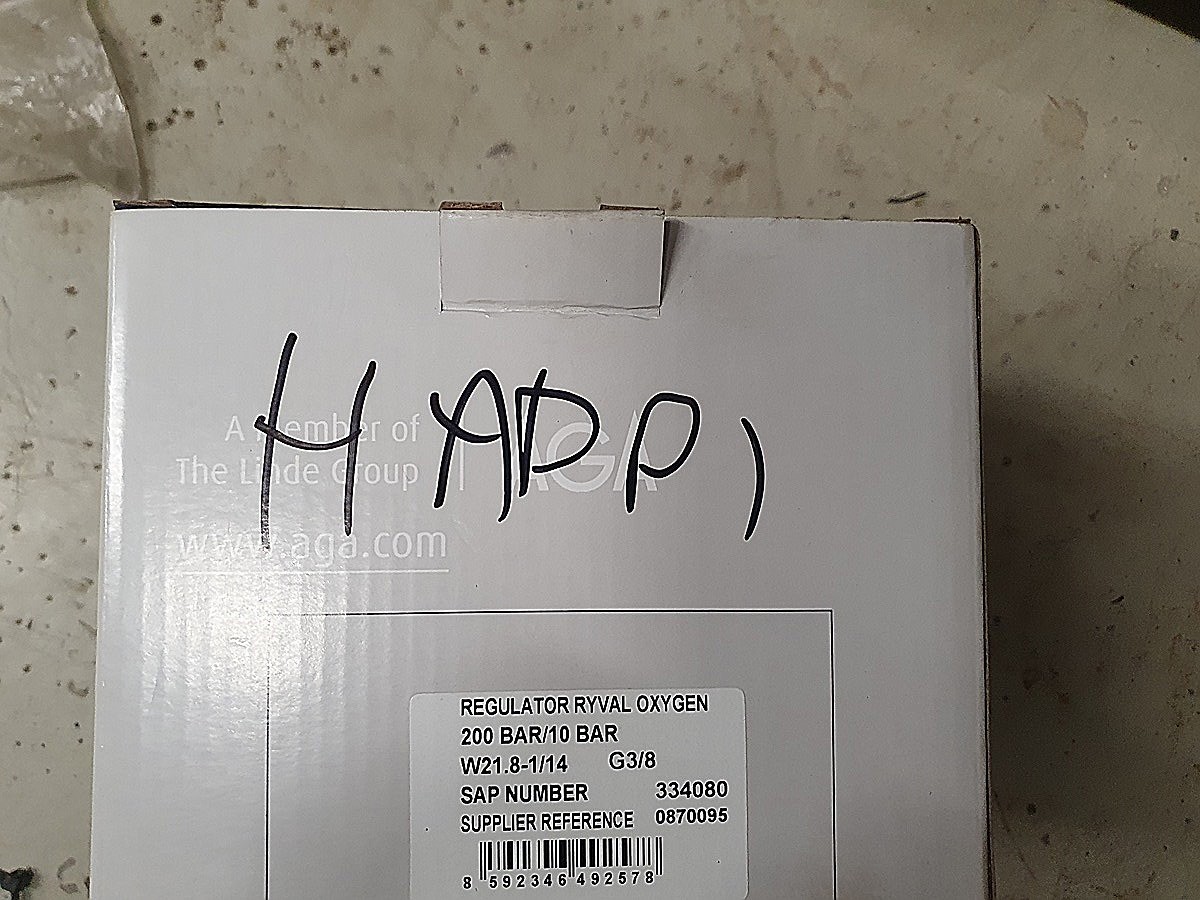 HAPPI
A Member of
The Linde Group
AGA
www.aga.com
REGULATOR RYVAL OXYGEN
200 BAR/10 BAR
W21.8-1/14 G3/8
SAP NUMBER 334080
SUPPLIER REFERENCE 0870095
8 592346 492578